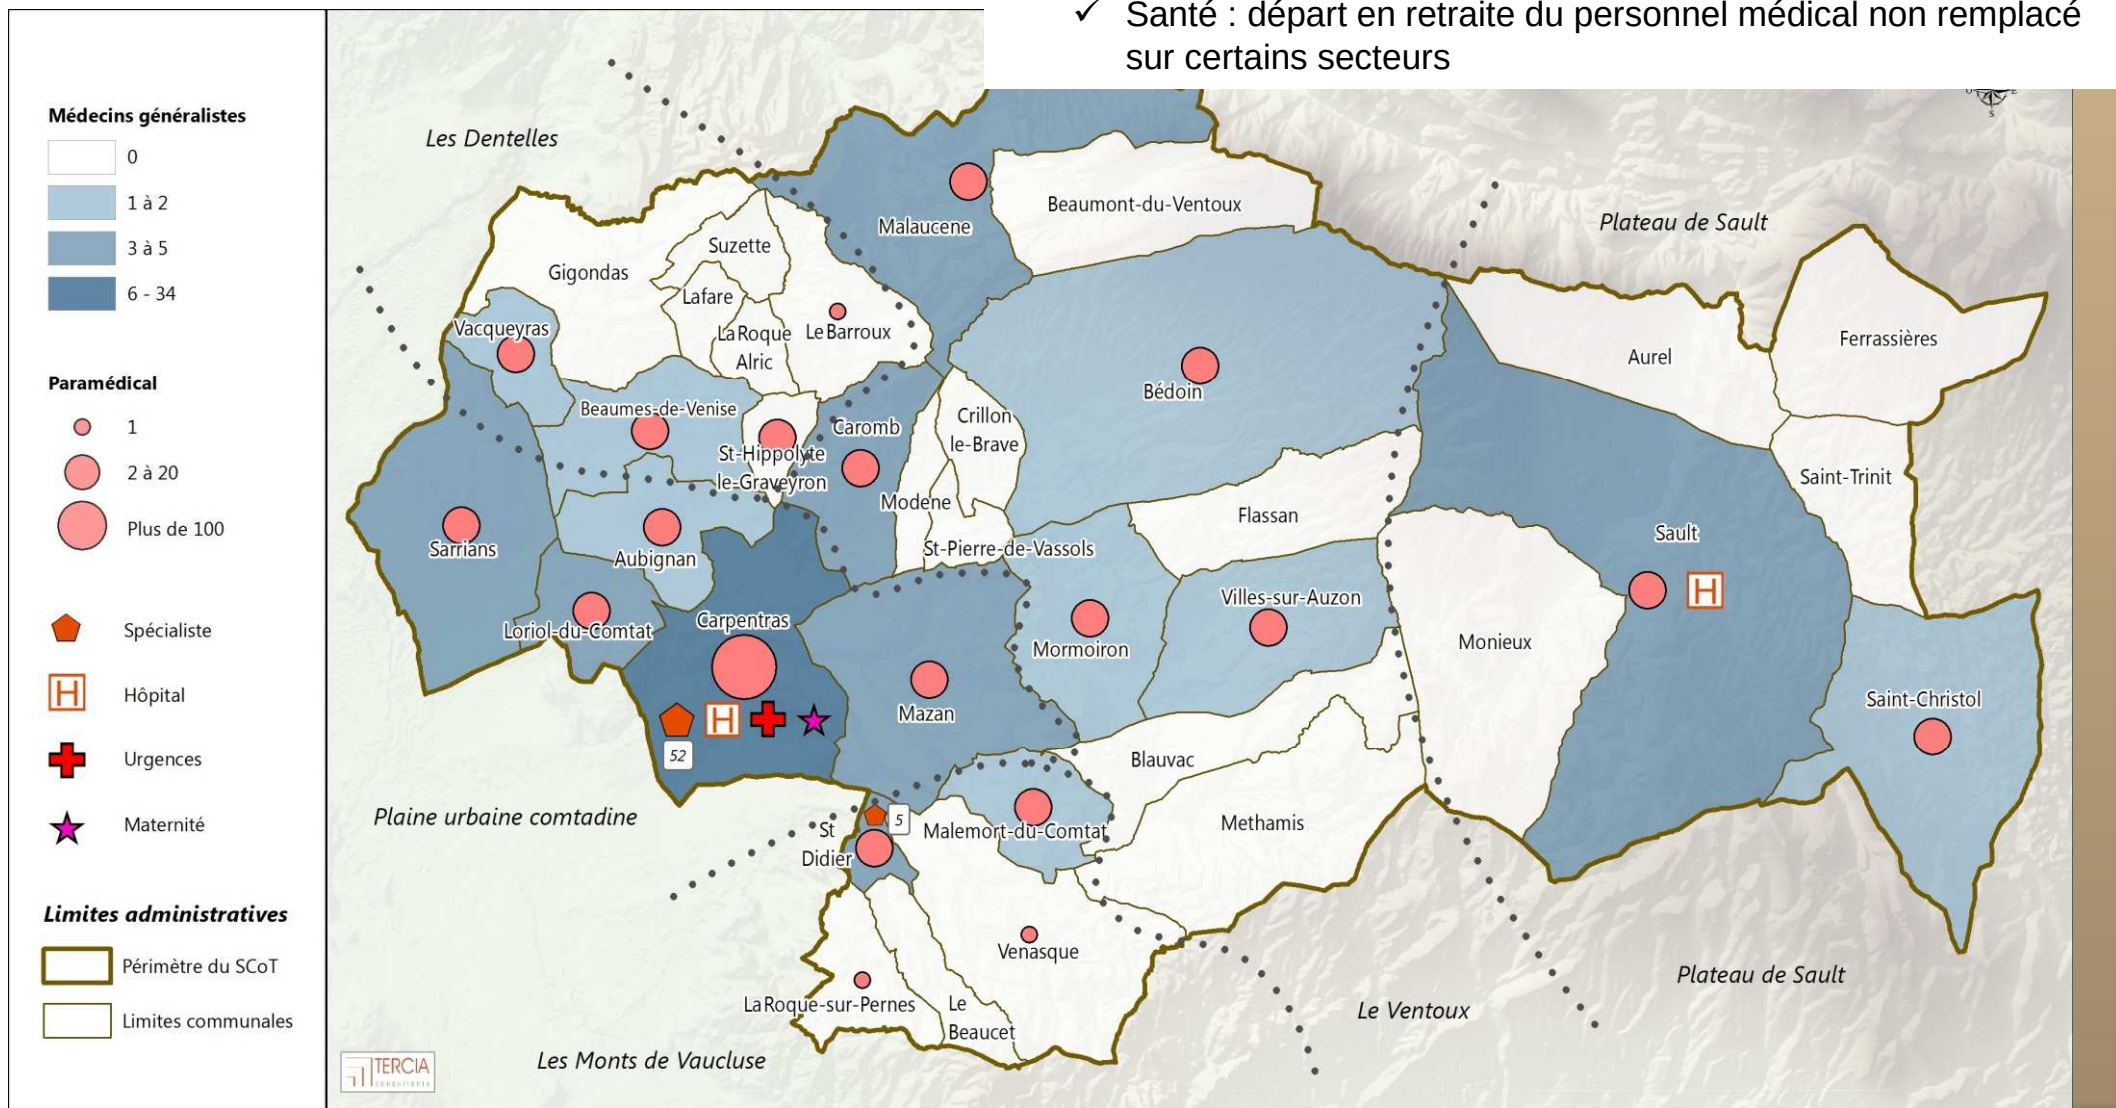 ✓ Santé : départ en retraite du personnel médical non remplacé
sur certains secteurs
Médecins généralistes
0
1 à 2
3 à 5
6 - 34
Paramédical
1
2 à 20
Plus de 100
Spécialiste
Hôpital
Urgences
Maternité
Limites administratives
Périmètre du SCoT
Limites communales
TERCIA
consultants
O
E
S
Les Dentelles
Plateau de Sault
Malaucene
Beaumont-du-Ventoux
Suzette
Gigondas
Lafare
Vacqueyras
La Roque
Alric
Le Barroux
Aurel
Ferrassières
Bédoin
Beaumes-de-Venise
Caromb
Crillon
le-Brave
St-Hippolyte
le-Graveyron
Modene
Saint-Trinit
Flassan
Sarrians
Aubignan
St-Pierre-de-Vassols
Sault
H
Villes-sur-Auzon
Loriol-du-Comtat
Carpentras
Mormoiron
Monieux
Mazan
Saint-Christol
H
52
Blauvac
Plaine urbaine comtadine
5
St
Didier
Malemort-du-Comtat
Methamis
Venasque
La Roque-sur-Pernes
Le
Beaucet
Plateau de Sault
Le Ventoux
Les Monts de Vaucluse